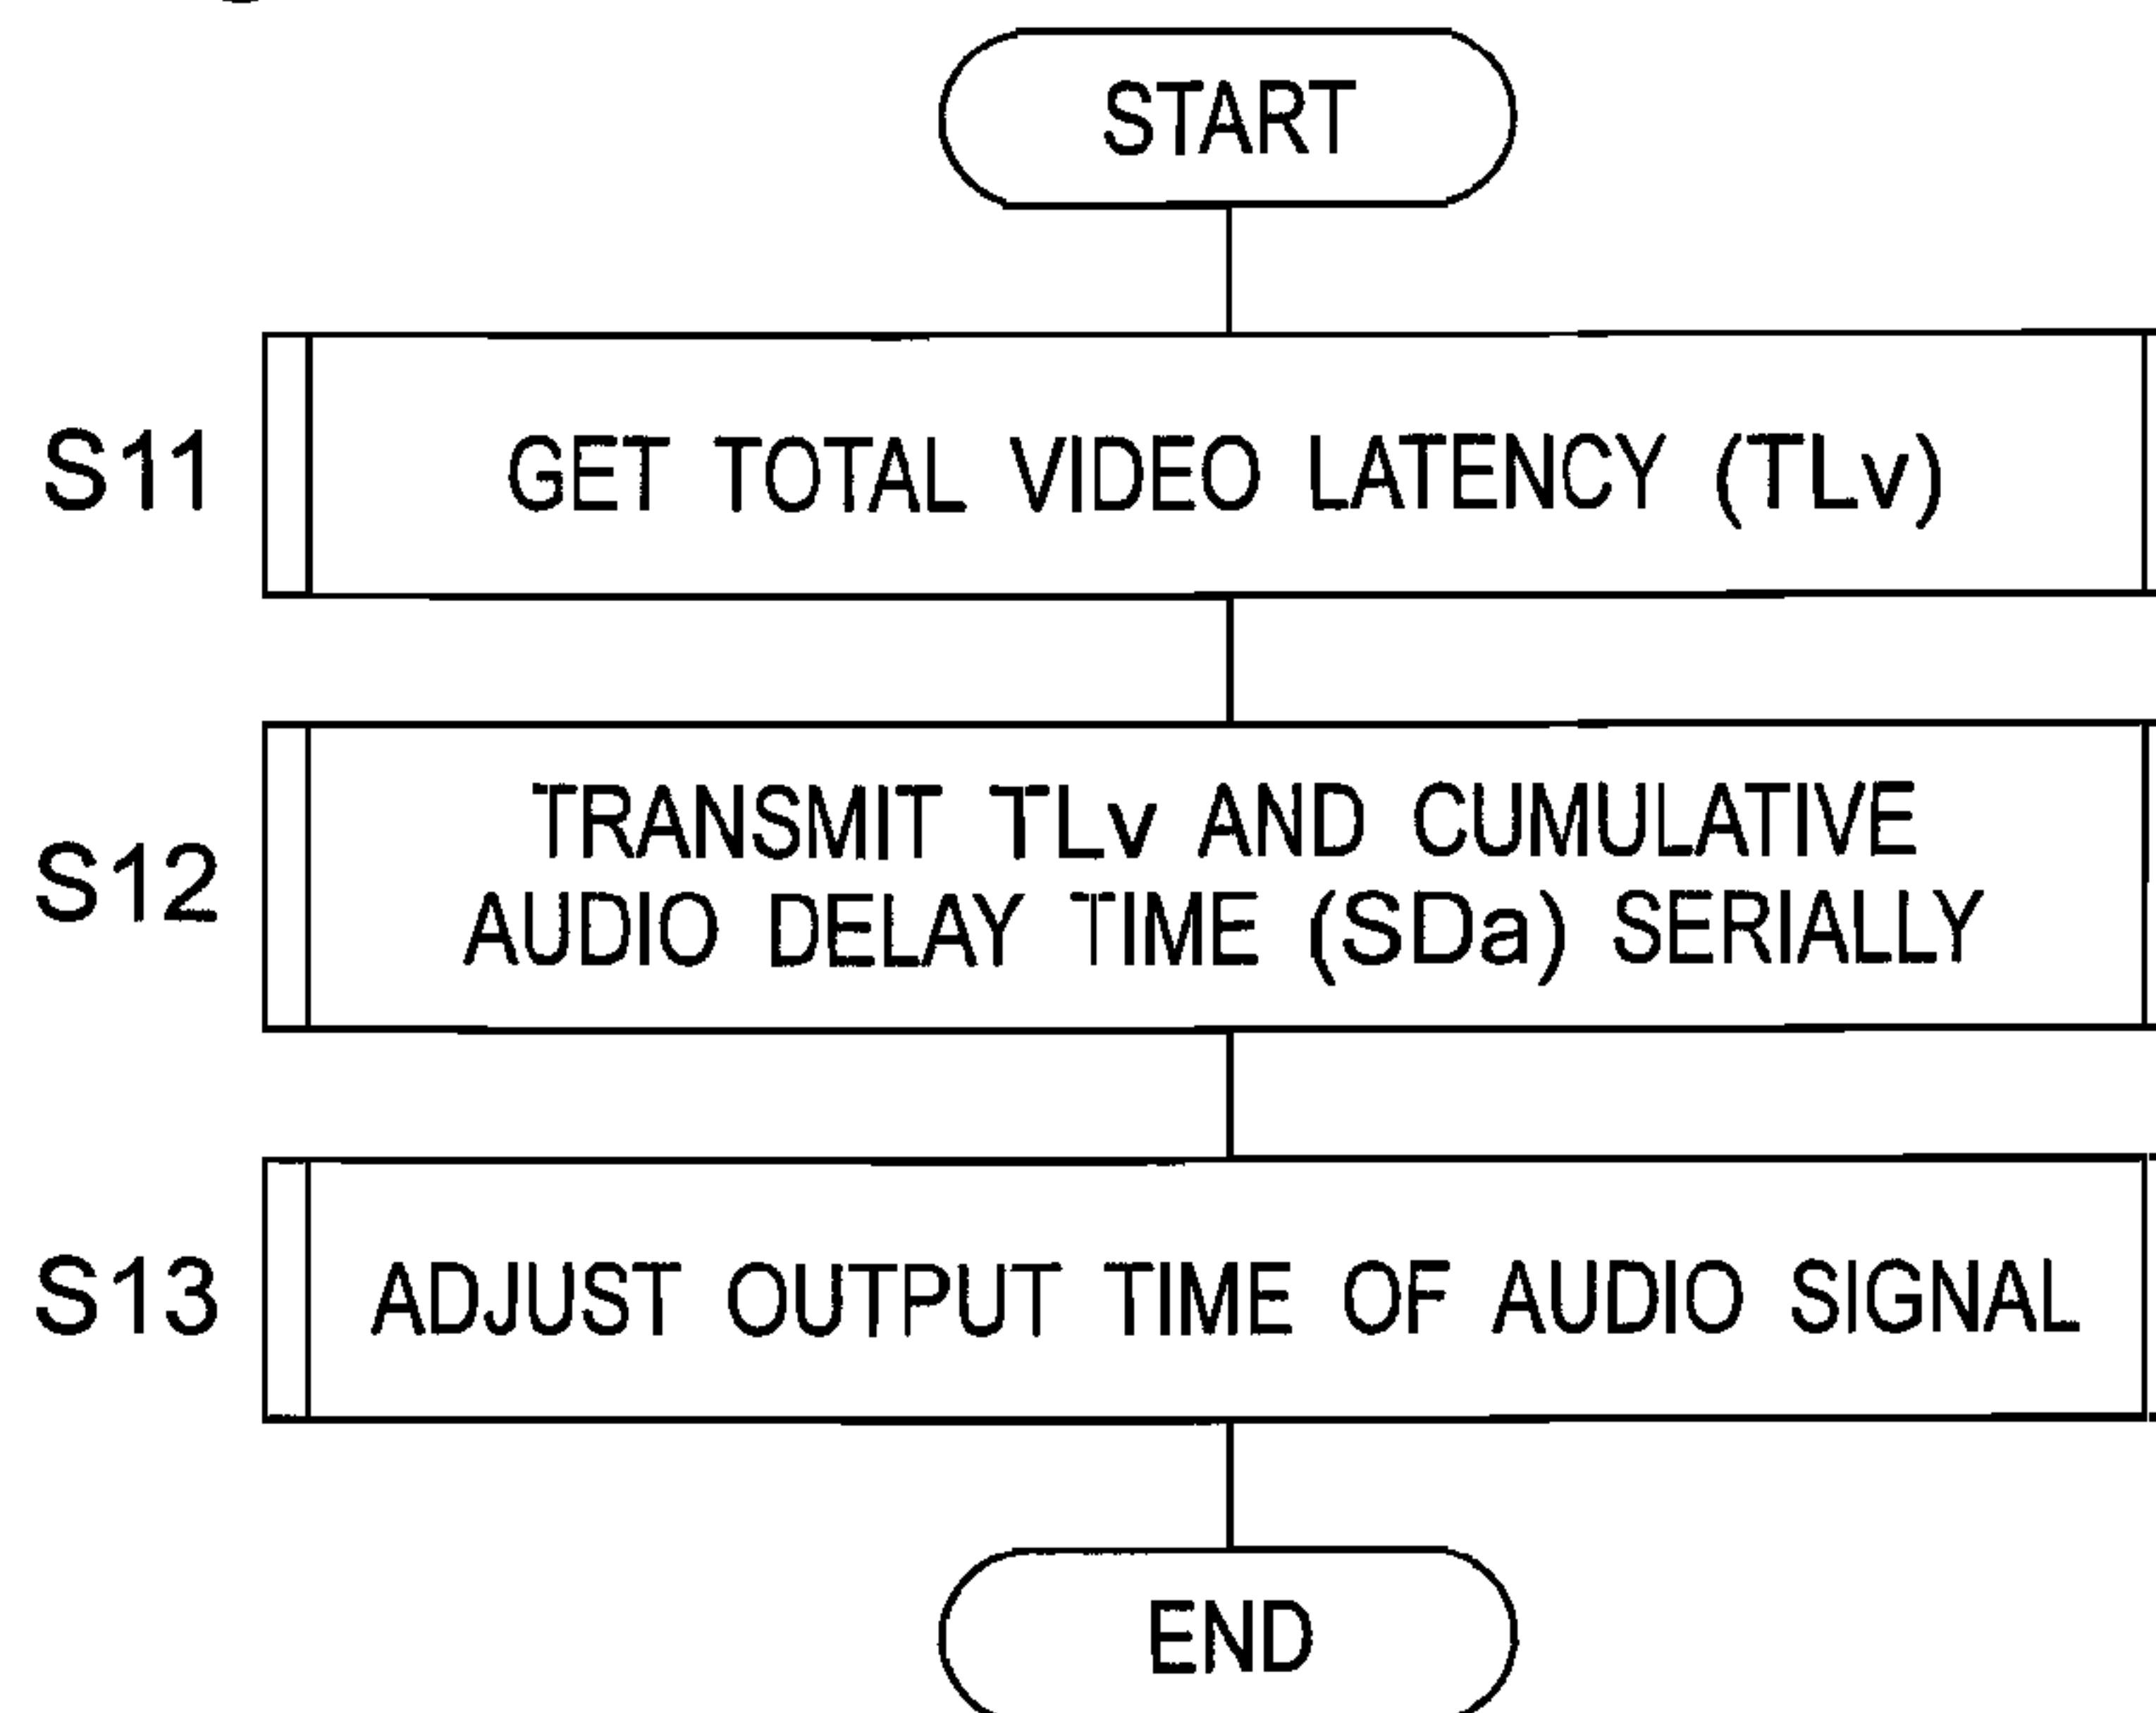 START
S11
GET TOTAL VIDEO LATENCY (TLv)
S12
TRANSMIT TLv AND CUMULATIVE
AUDIO DELAY TIME (SDa) SERIALLY
S13
ADJUST OUTPUT TIME OF AUDIO SIGNAL
END